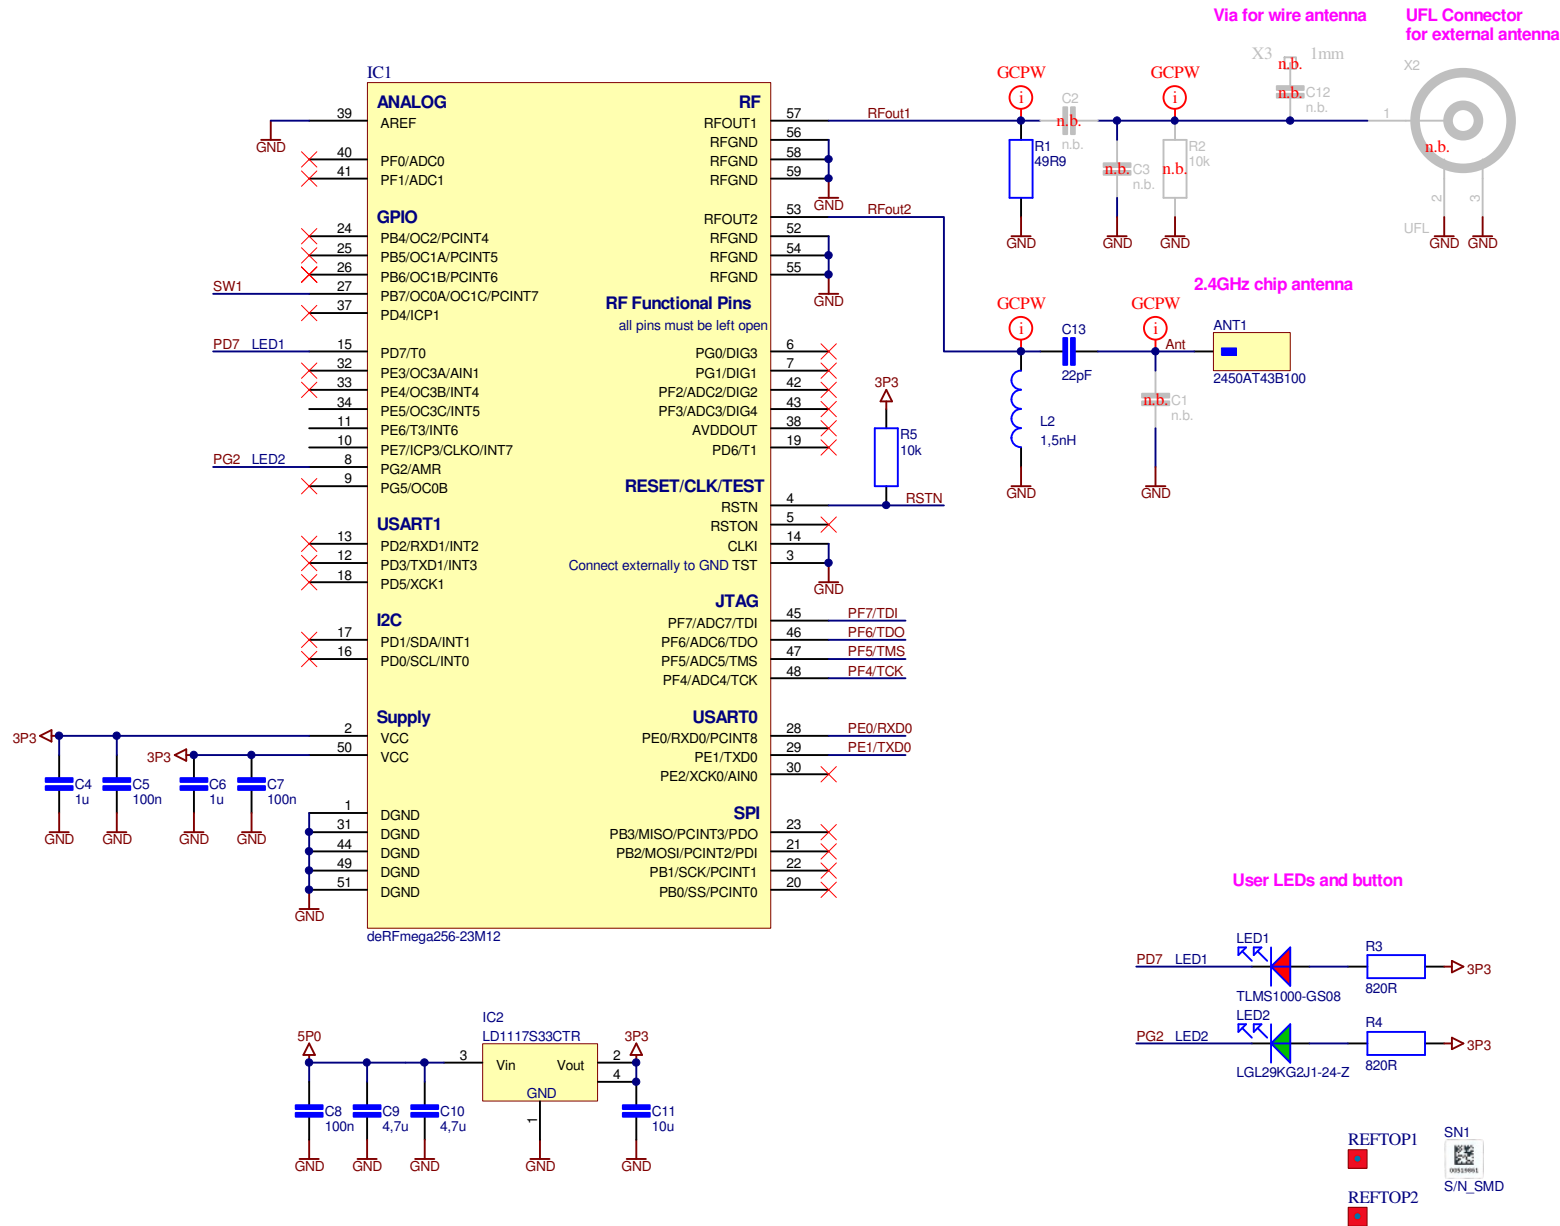 Via for wire antenna
UFL Connector
for external antenna
X3 1mm
n.b.
C12
n.b.
n.b.
X2
1
n.b.
2
3
UFL
GND
GND
IC1
ANALOG
39 AREF
GND
40 PF0/ADC0
41 PF1/ADC1
GPIO
24 PB4/OC2/PCINT4
25 PB5/OC1A/PCINT5
26 PB6/OC1B/PCINT6
SW1 27 PB7/OC0A/OC1C/PCINT7
37 PD4/ICP1
PD7 LED1 15 PD7/T0
32 PE3/OC3A/AIN1
33 PE4/OC3B/INT4
34 PE5/OC3C/INT5
11 PE6/T3/INT6
10 PE7/ICP3/CLKO/INT7
PG2 LED2 8 PG2/AMR
9 PG5/OC0B
USART1
13 PD2/RXD1/INT2
12 PD3/TXD1/INT3
18 PD5/XCK1
I2C
17 PD1/SDA/INT1
16 PD0/SCL/INT0
Supply
3P3 2 VCC
3P3 50 VCC
C4
1u
C5
100n
C6
1u
C7
100n
GND
GND
GND
GND
1 DGND
31 DGND
44 DGND
49 DGND
51 DGND
GND
deRFmega256-23M12
RF
RFOUT1 57 RFout1
RFGND 56
RFGND 58
RFGND 59
GND
RFOUT2 53 RFout2
RFGND 52
RFGND 54
RFGND 55
GND
RF Functional Pins
all pins must be left open
PG0/DIG3 6
PG1/DIG1 7
PF2/ADC2/DIG2 42
PF3/ADC3/DIG4 43
AVDDOUT 38
PD6/T1 19
RESET/CLK/TEST
RSTN 4 RSTN
RSTON 5
CLKI 14
Connect externally to GND TST 3
GND
3P3
R5
10k
JTAG
PF7/ADC7/TDI 45 PF7/TDI
PF6/ADC6/TDO 46 PF6/TDO
PF5/ADC5/TMS 47 PF5/TMS
PF4/ADC4/TCK 48 PF4/TCK
USART0
PE0/RXD0/PCINT8 28 PE0/RXD0
PE1/TXD0 29 PE1/TXD0
PE2/XCK0/AIN0 30
SPI
PB3/MISO/PCINT3/PDO 23
PB2/MOSI/PCINT2/PDI 21
PB1/SCK/PCINT1 22
PB0/SS/PCINT0 20
GCPW
i
R1
49R9
GND
C2
n.b.
n.b.
n.b.
C3
n.b.
GND
GCPW
i
R2
10k
n.b.
GND
2.4GHz chip antenna
GCPW
i
C13
22pF
L2
1,5nH
GND
GCPW
i
Ant
n.b.
C1
n.b.
GND
ANT1
2450AT43B100
User LEDs and button
PD7 LED1
LED1
TLMS1000-GS08
R3
820R
3P3
PG2 LED2
LED2
LGL29KG2J1-24-Z
R4
820R
3P3
IC2
LD1117S33CTR
5P0
3
Vin
Vout
GND
2
4
1
3P3
C8
100n
C9
4,7u
C10
4,7u
C11
10u
GND
GND
GND
GND
GND
REFTOP1
REFTOP2
SN1
S/N_SMD